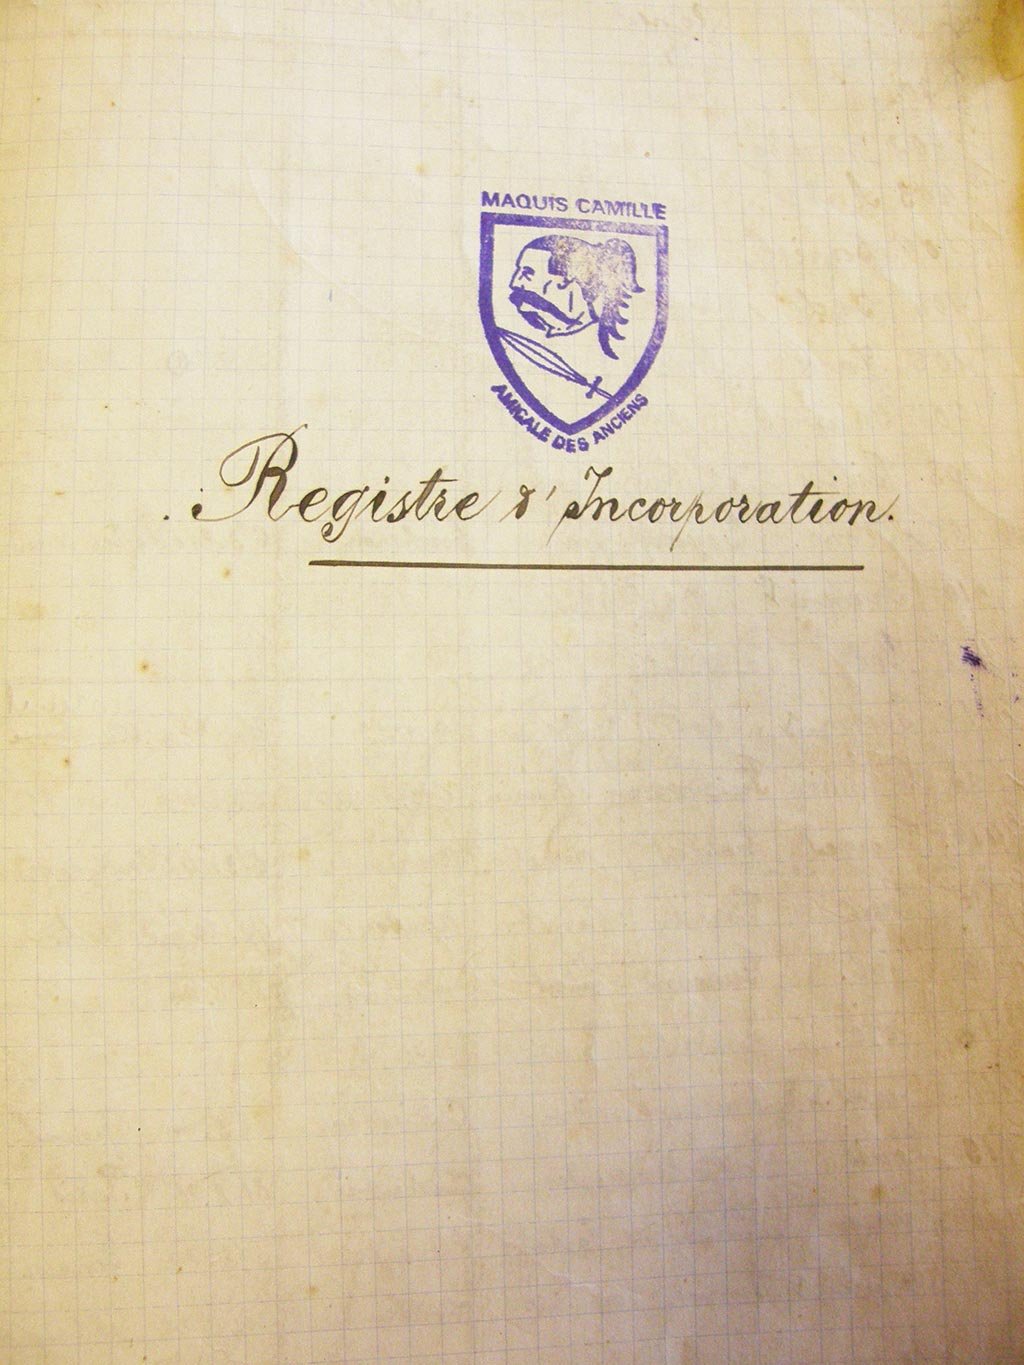 MAQUIS CAMILLE
AMICALE DES ANCIENS
Registre d'Incorporation.